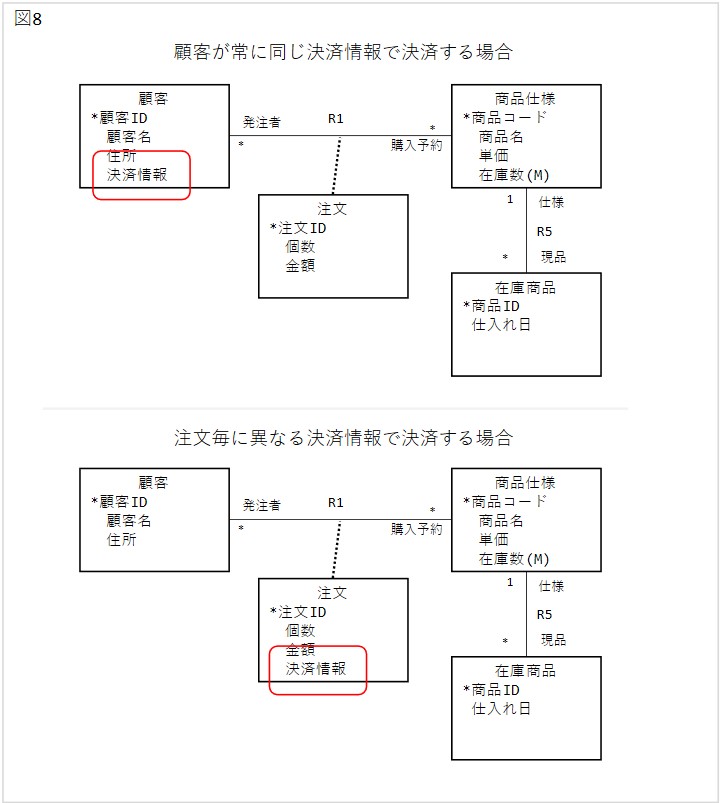 図8
顧客が常に同じ決済情報で決済する場合
顧客
*顧客ID
顧客名
住所
決済情報
発注者
R1
*
*
購入予約
商品仕様
*商品コード
商品名
単価
在庫数(M)
注文
*注文ID
個数
金額
1
仕様
R5
*
現品
在庫商品
*商品ID
仕入れ日
注文毎に異なる決済情報で決済する場合
顧客
*顧客ID
顧客名
住所
発注者
R1
*
*
購入予約
商品仕様
*商品コード
商品名
単価
在庫数(M)
注文
*注文ID
個数
金額
決済情報
1
仕様
R5
*
現品
在庫商品
*商品ID
仕入れ日